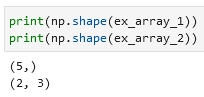 print(np.shape(ex_array_1))
print(np.shape(ex_array_2))
(5,)
(2, 3)